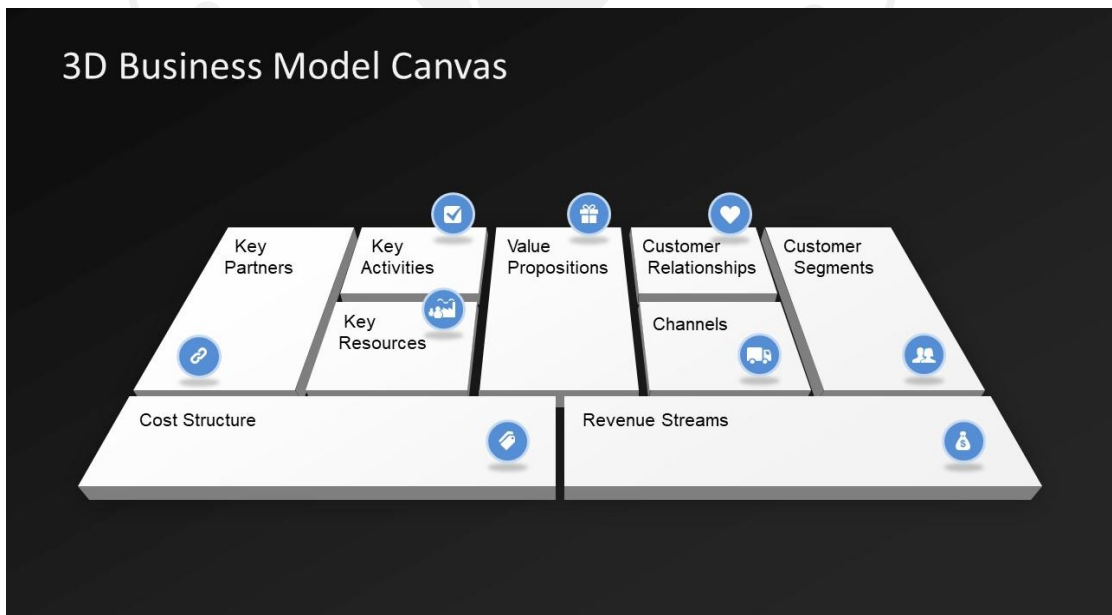 3D Business Model Canvas
Key
Partners
Key
Activities
Key
Resources
Value
Propositions
Customer
Relationships
Channels
Customer
Segments
Cost Structure
Revenue Streams
$